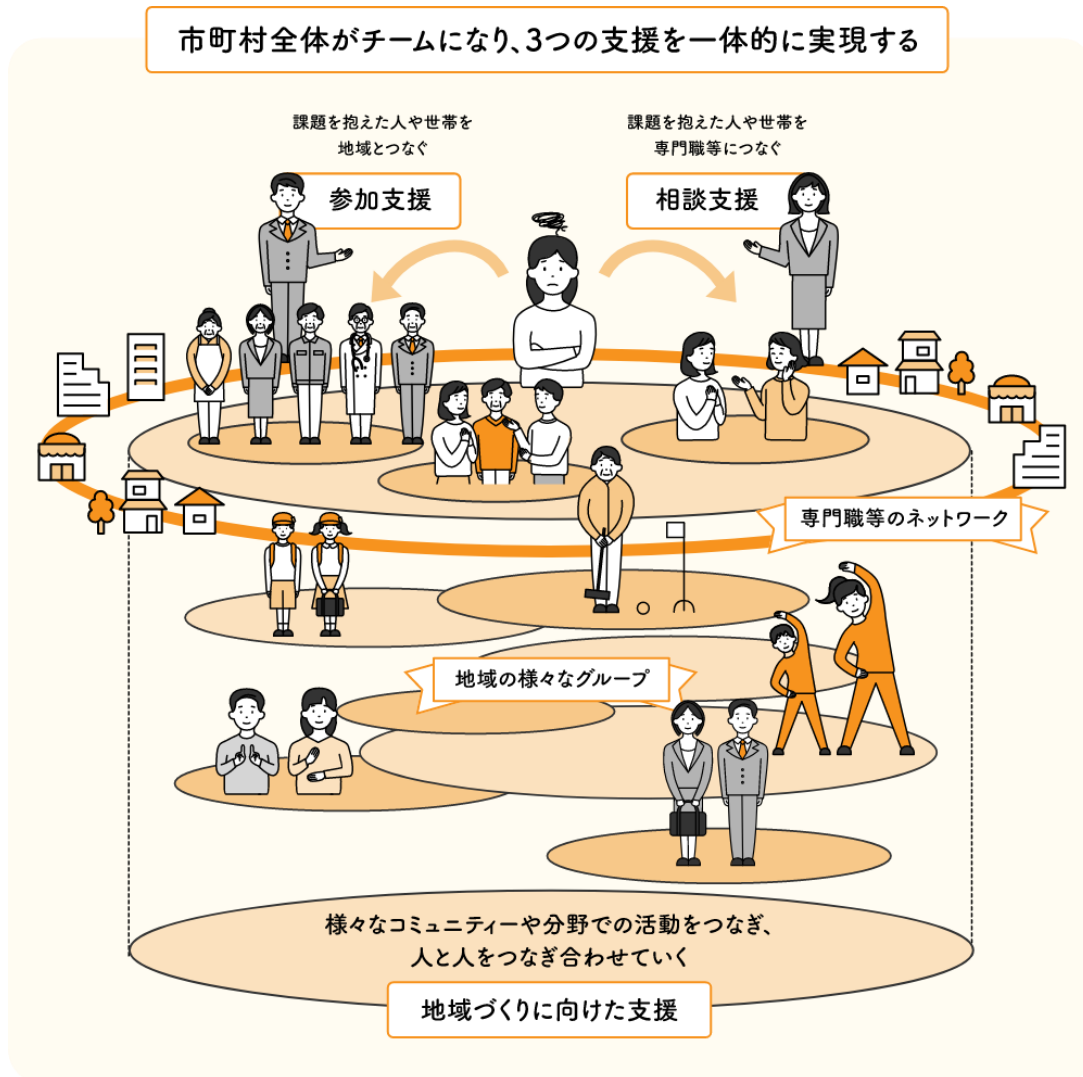 市町村全体がチームになり、3つの支援を一体的に実現する
課題を抱えた人や世帯を
地域とつなぐ
参加支援
課題を抱えた人や世帯を
専門職等につなぐ
相談支援
専門職等のネットワーク
地域の様々なグループ
様々なコミュニティーや分野での活動をつなぎ、
人と人をつなぎ合わせていく
地域づくりに向けた支援